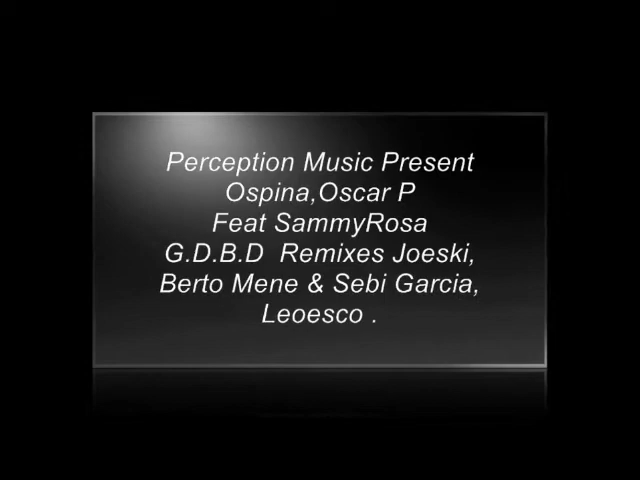 Perception Music Present
Ospina,Oscar P
Feat SammyRosa
G.D.B.D  Remixes Joeski,
Berto Mene & Sebi Garcia,
Leoesco .